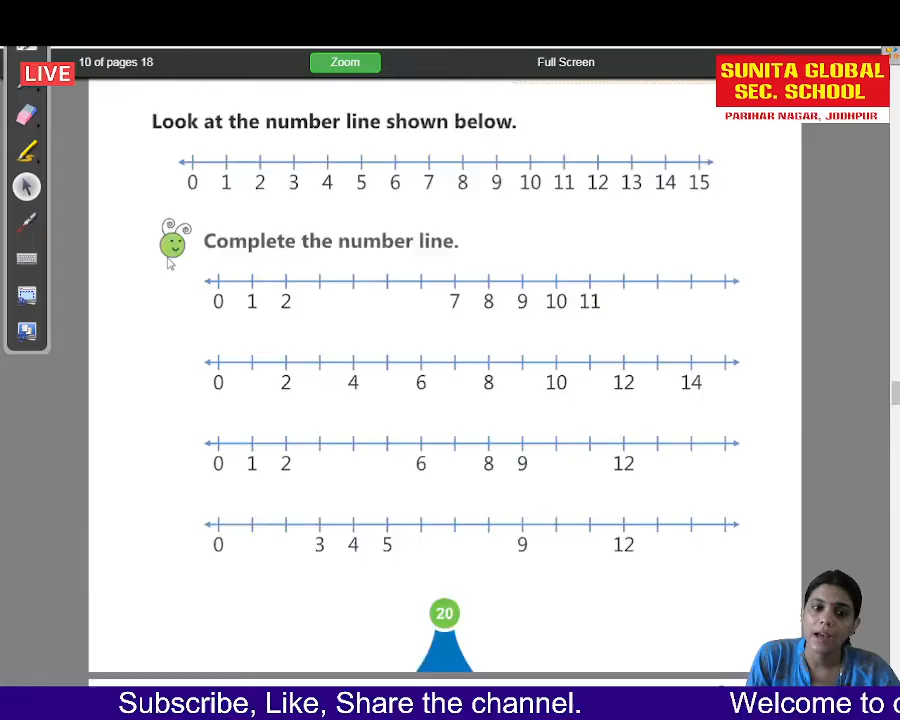 10 of pages 18
Zoom
Full Screen
LIVE
SUNITA GLOBAL
SEC. SCHOOL
PARIHAR NAGAR, JODHPUR
Look at the number line shown below.
0 1 2 3 4 5 6 7 8 9 10 11 12 13 14 15
Complete the number line.
0 1 2 7 8 9 10 11
0 2 4 6 8 10 12 14
0 1 2 6 8 9 12
0 3 4 5 9 12
20
Subscribe, Like, Share the channel.
Welcome to